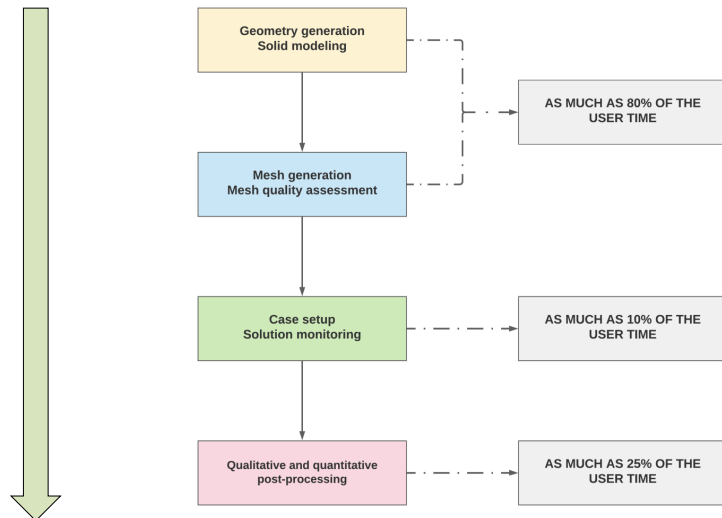 Geometry generation
Solid modeling
AS MUCH AS 80% OF THE
USER TIME
Mesh generation
Mesh quality assessment
Case setup
Solution monitoring
AS MUCH AS 10% OF THE
USER TIME
Qualitative and quantitative
post-processing
AS MUCH AS 25% OF THE
USER TIME